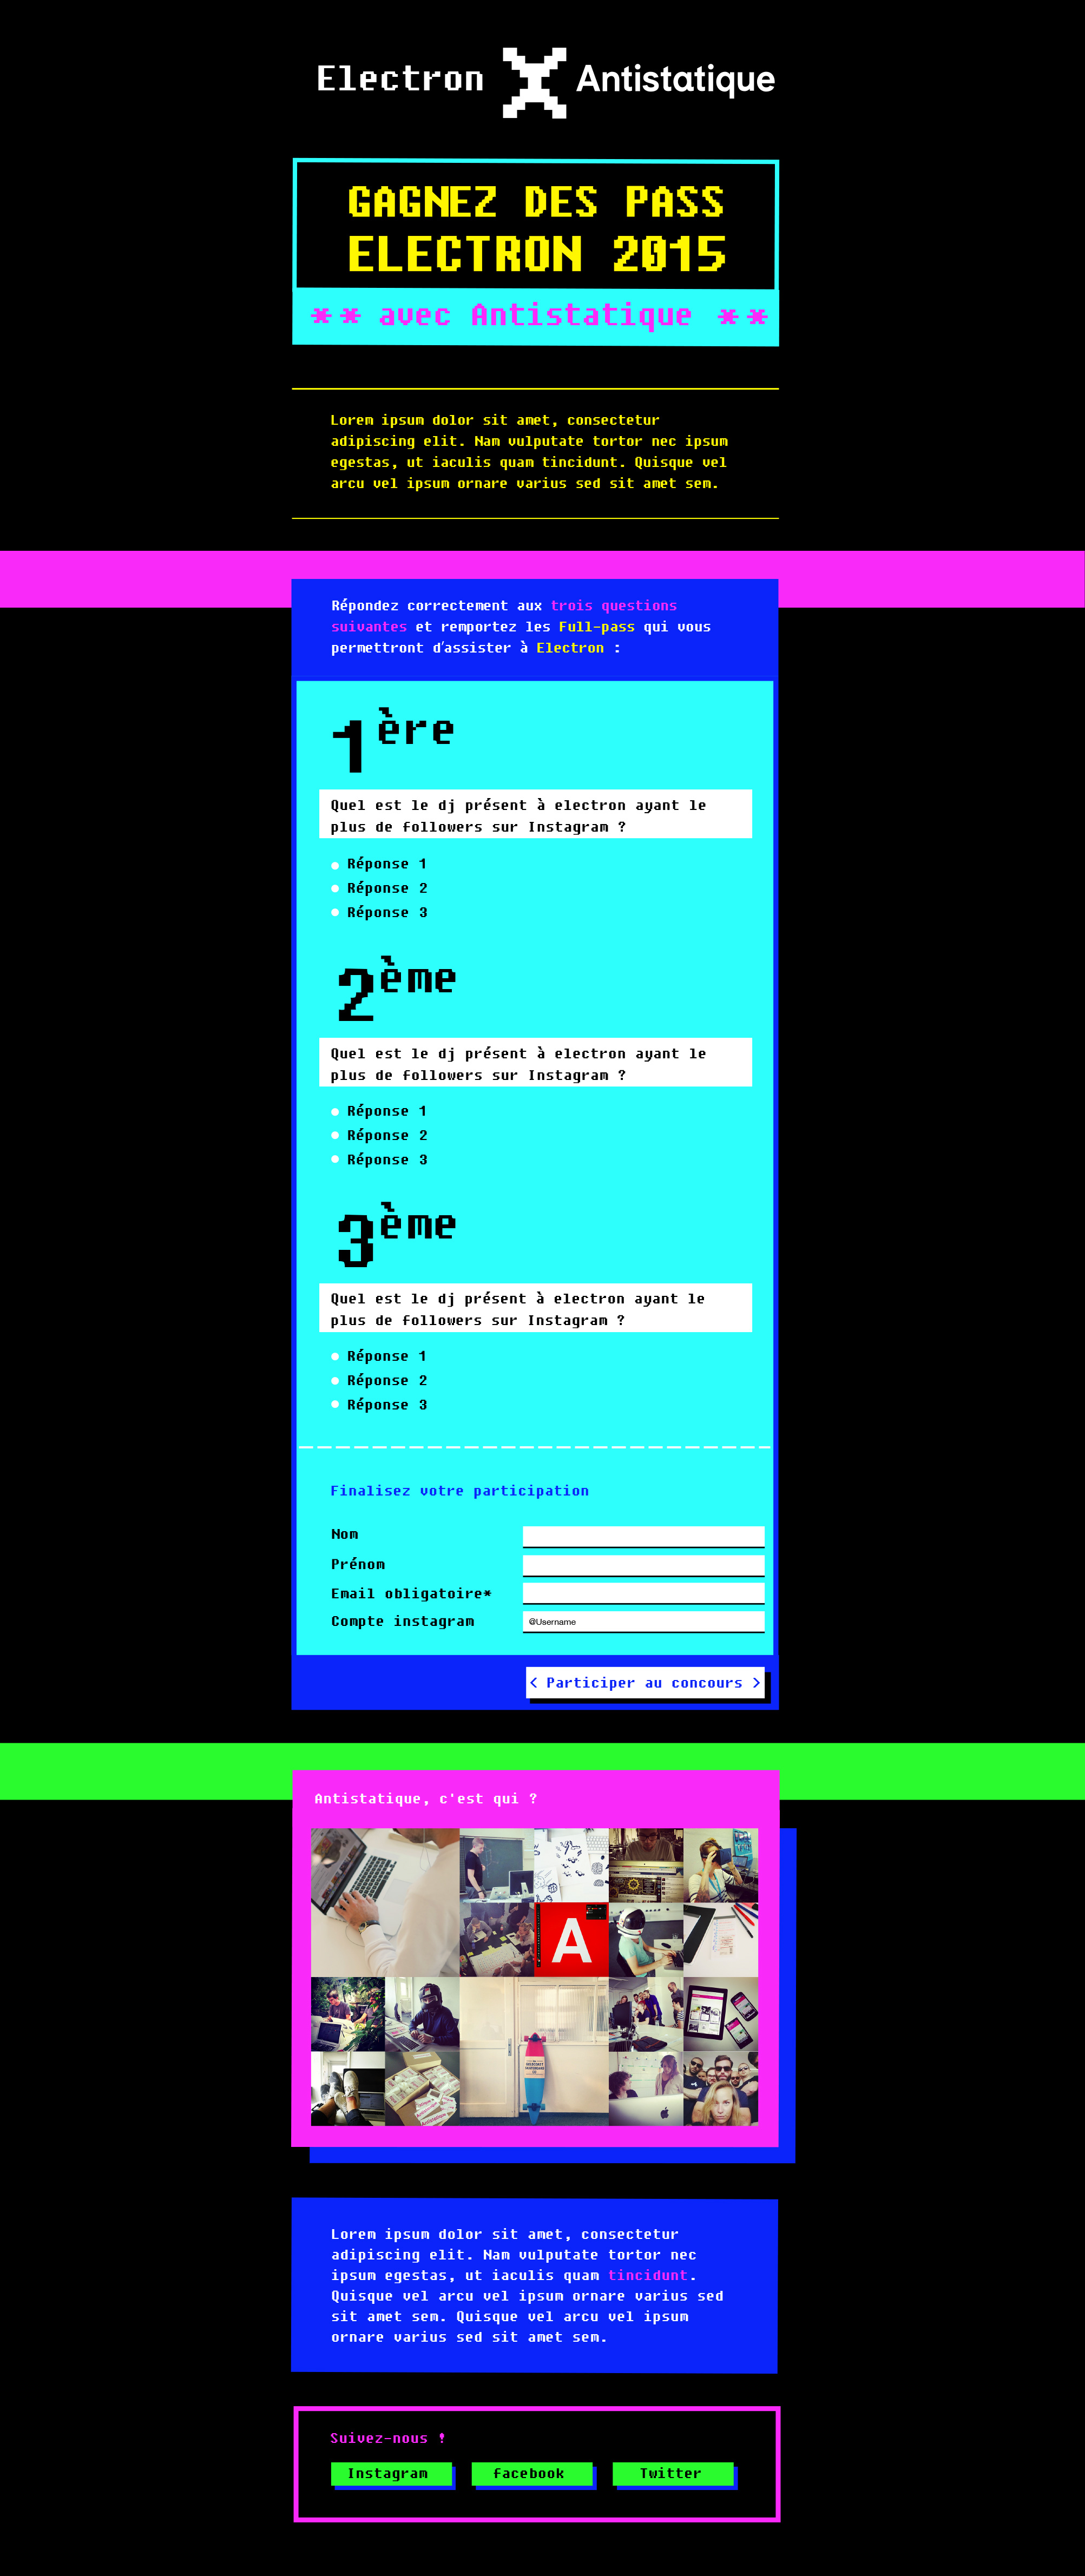 Electron X Antistatique
GAGNEZ DES PASS
ELECTRON 2015
** avec Antistatique **
Lorem ipsum dolor sit amet, consectetur
adipiscing elit. Nam vulputate tortor nec ipsum
egestas, ut iaculis quam tincidunt. Quisque vel
arcu vel ipsum ornare varius sed sit amet sem.
Répondez correctement aux trois questions
suivantes et remportez les Full-pass qui vous
permettront d'assister à Electron :
1ère
Quel est le dj présent à electron ayant le
plus de followers sur Instagram ?
Réponse 1
Réponse 2
Réponse 3
2ème
Quel est le dj présent à electron ayant le
plus de followers sur Instagram ?
Réponse 1
Réponse 2
Réponse 3
3ème
Quel est le dj présent à electron ayant le
plus de followers sur Instagram ?
Réponse 1
Réponse 2
Réponse 3
Finalisez votre participation
Nom
Prénom
Email obligatoire*
Compte instagram @Username
< Participer au concours >
Antistatique, c'est qui ?
A
Lorem ipsum dolor sit amet, consectetur
adipiscing elit. Nam vulputate tortor nec
ipsum egestas, ut iaculis quam tincidunt.
Quisque vel arcu vel ipsum ornare varius sed
sit amet sem. Quisque vel arcu vel ipsum
ornare varius sed sit amet sem.
Suivez-nous !
Instagram facebook Twitter